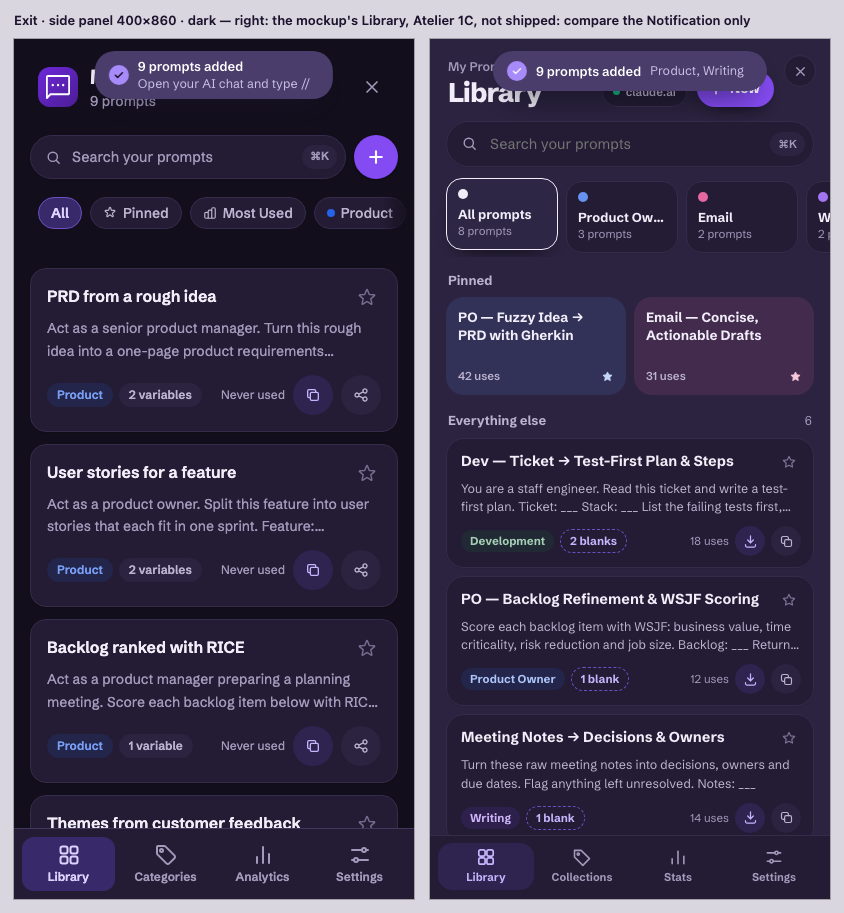 Exit · side panel 400×860 · dark — right: the mockup's Library, Atelier 1C, not shipped: compare the Notification only
9 prompts added
Open your AI chat and type //
9 prompts
Search your prompts
⌘K
All
Pinned
Most Used
Product
PRD from a rough idea
Act as a senior product manager. Turn this rough
idea into a one-page product requirements…
Product
2 variables
Never used
User stories for a feature
Act as a product owner. Split this feature into user
stories that each fit in one sprint. Feature:…
Product
2 variables
Never used
Backlog ranked with RICE
Act as a product manager preparing a planning
meeting. Score each backlog item below with RIC…
Product
1 variable
Never used
Themes from customer feedback
Library
Categories
Analytics
Settings
9 prompts added Product, Writing
Library
claude.ai
Search your prompts
⌘K
All prompts
8 prompts
Product Ow…
3 prompts
Email
2 prompts
Pinned
PO — Fuzzy Idea →
PRD with Gherkin
42 uses
Email — Concise,
Actionable Drafts
31 uses
Everything else
6
Dev — Ticket → Test-First Plan & Steps
You are a staff engineer. Read this ticket and write a test-
first plan. Ticket: ___ Stack: ___ List the failing tests first,…
Development
2 blanks
18 uses
PO — Backlog Refinement & WSJF Scoring
Score each backlog item with WSJF: business value, time
criticality, risk reduction and job size. Backlog: ___ Return…
Product Owner
1 blank
12 uses
Meeting Notes → Decisions & Owners
Turn these raw meeting notes into decisions, owners and
due dates. Flag anything left unresolved. Notes: ___
Writing
1 blank
14 uses
Library
Collections
Stats
Settings